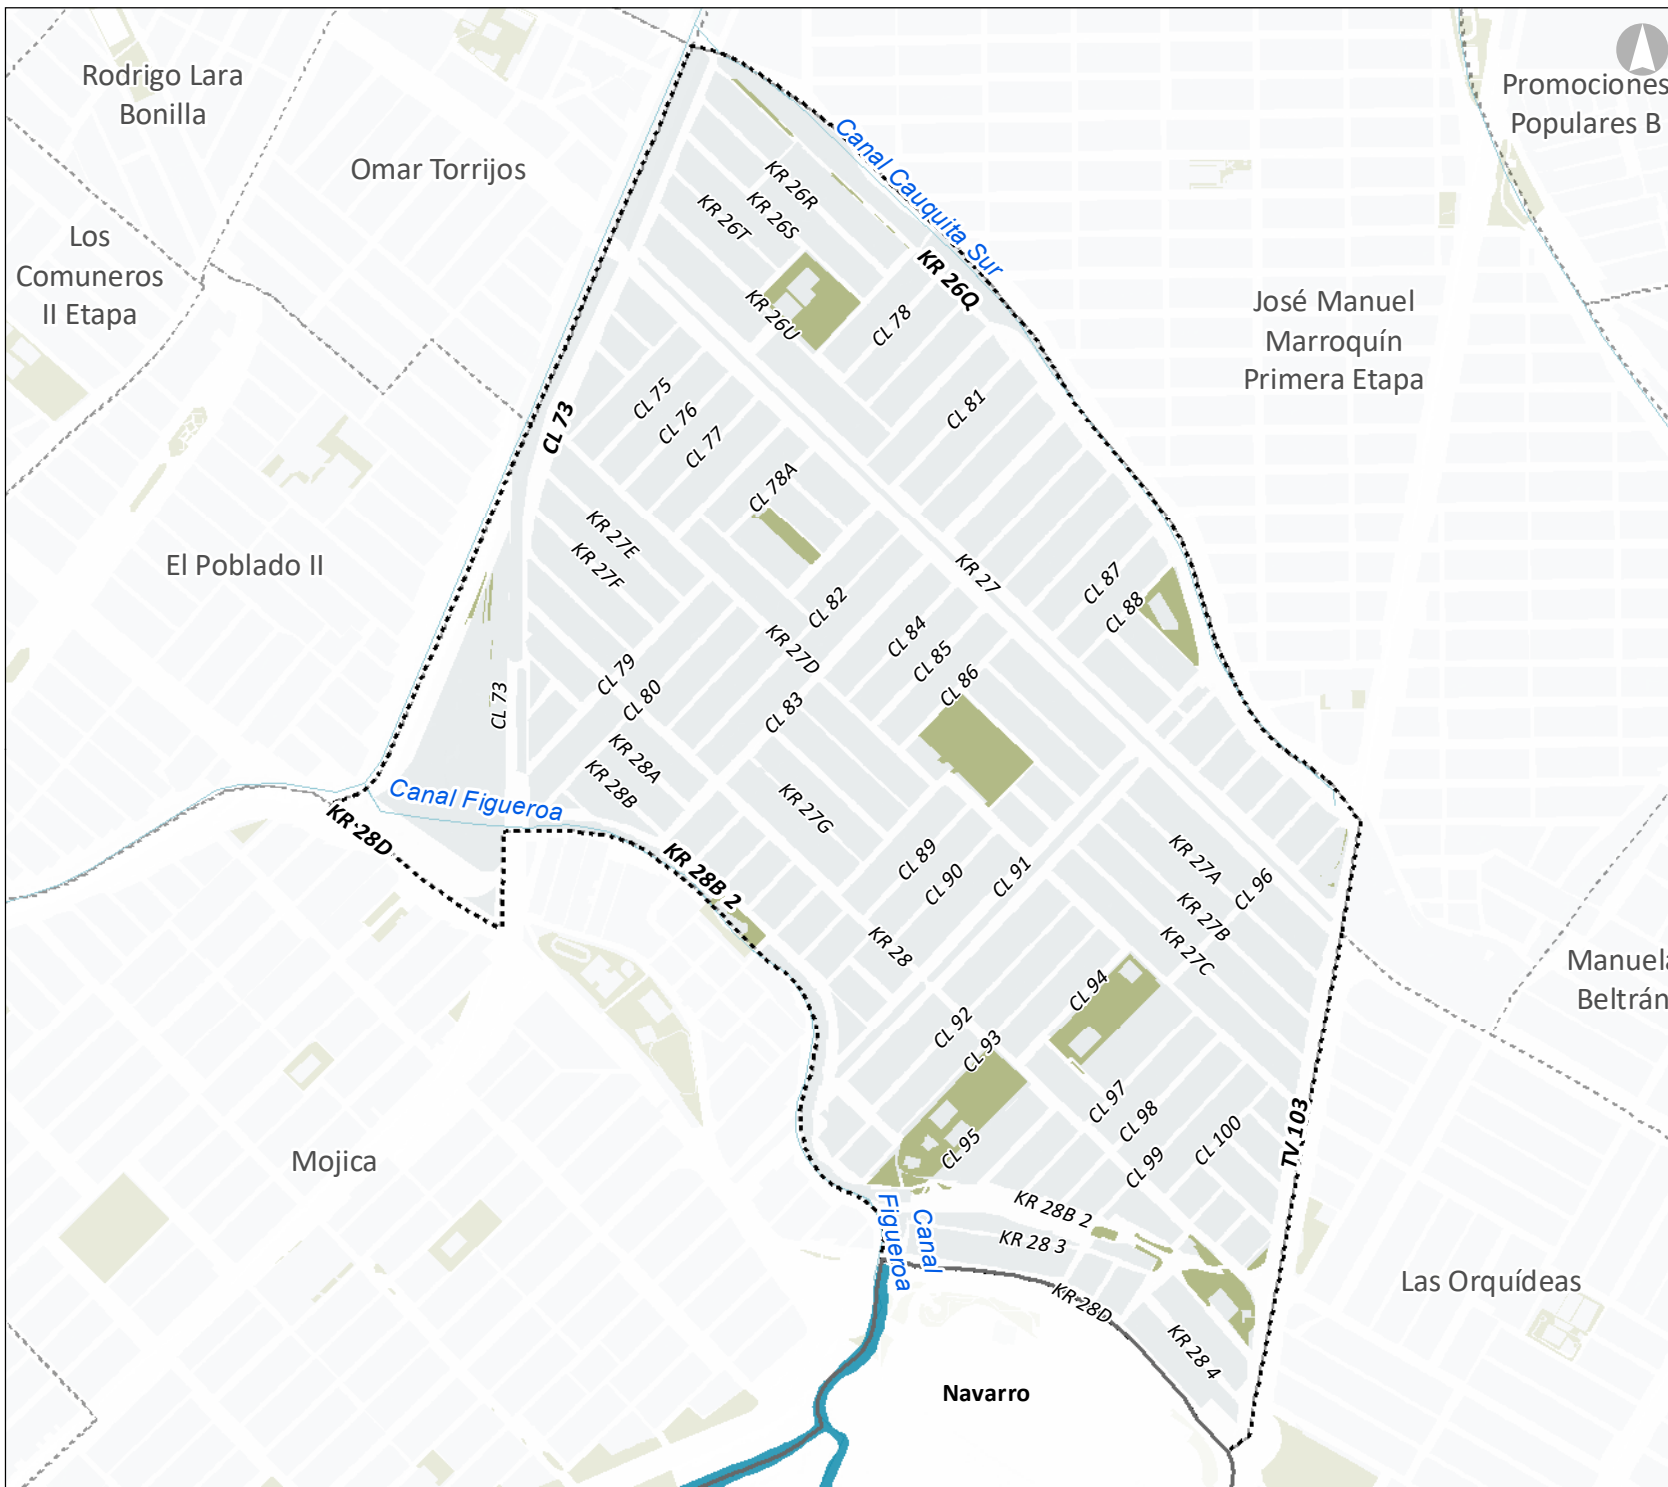 Rodrigo Lara
Bonilla
Promociones
Populares B
Omar Torrijos
Canal Cauquita Sur
Los
Comuneros
II Etapa
KR 26R
KR 26S
KR 26T
KR 26Q
KR 26U
CL 78
José Manuel
Marroquín
Primera Etapa
CL 73
CL 75
CL 76
CL 77
CL 81
CL 78A
El Poblado II
KR 27E
KR 27F
KR 27
CL 87
CL 88
CL 82
CL 84
CL 85
CL 86
KR 27D
CL 79
CL 80
CL 83
CL 73
KR 28A
KR 28B
Canal Figueroa
KR 28D
KR 27G
KR 28B 2
CL 89
CL 90
CL 91
KR 27A
CL 96
KR 27B
KR 27C
KR 28
CL 94
Manuela
Beltrán
CL 92
CL 93
CL 97
CL 98
CL 99
CL 100
TV 103
CL 95
Mojica
KR 28B 2
KR 28 3
Canal
Figueroa
KR 28D
KR 28 4
Las Orquídeas
Navarro